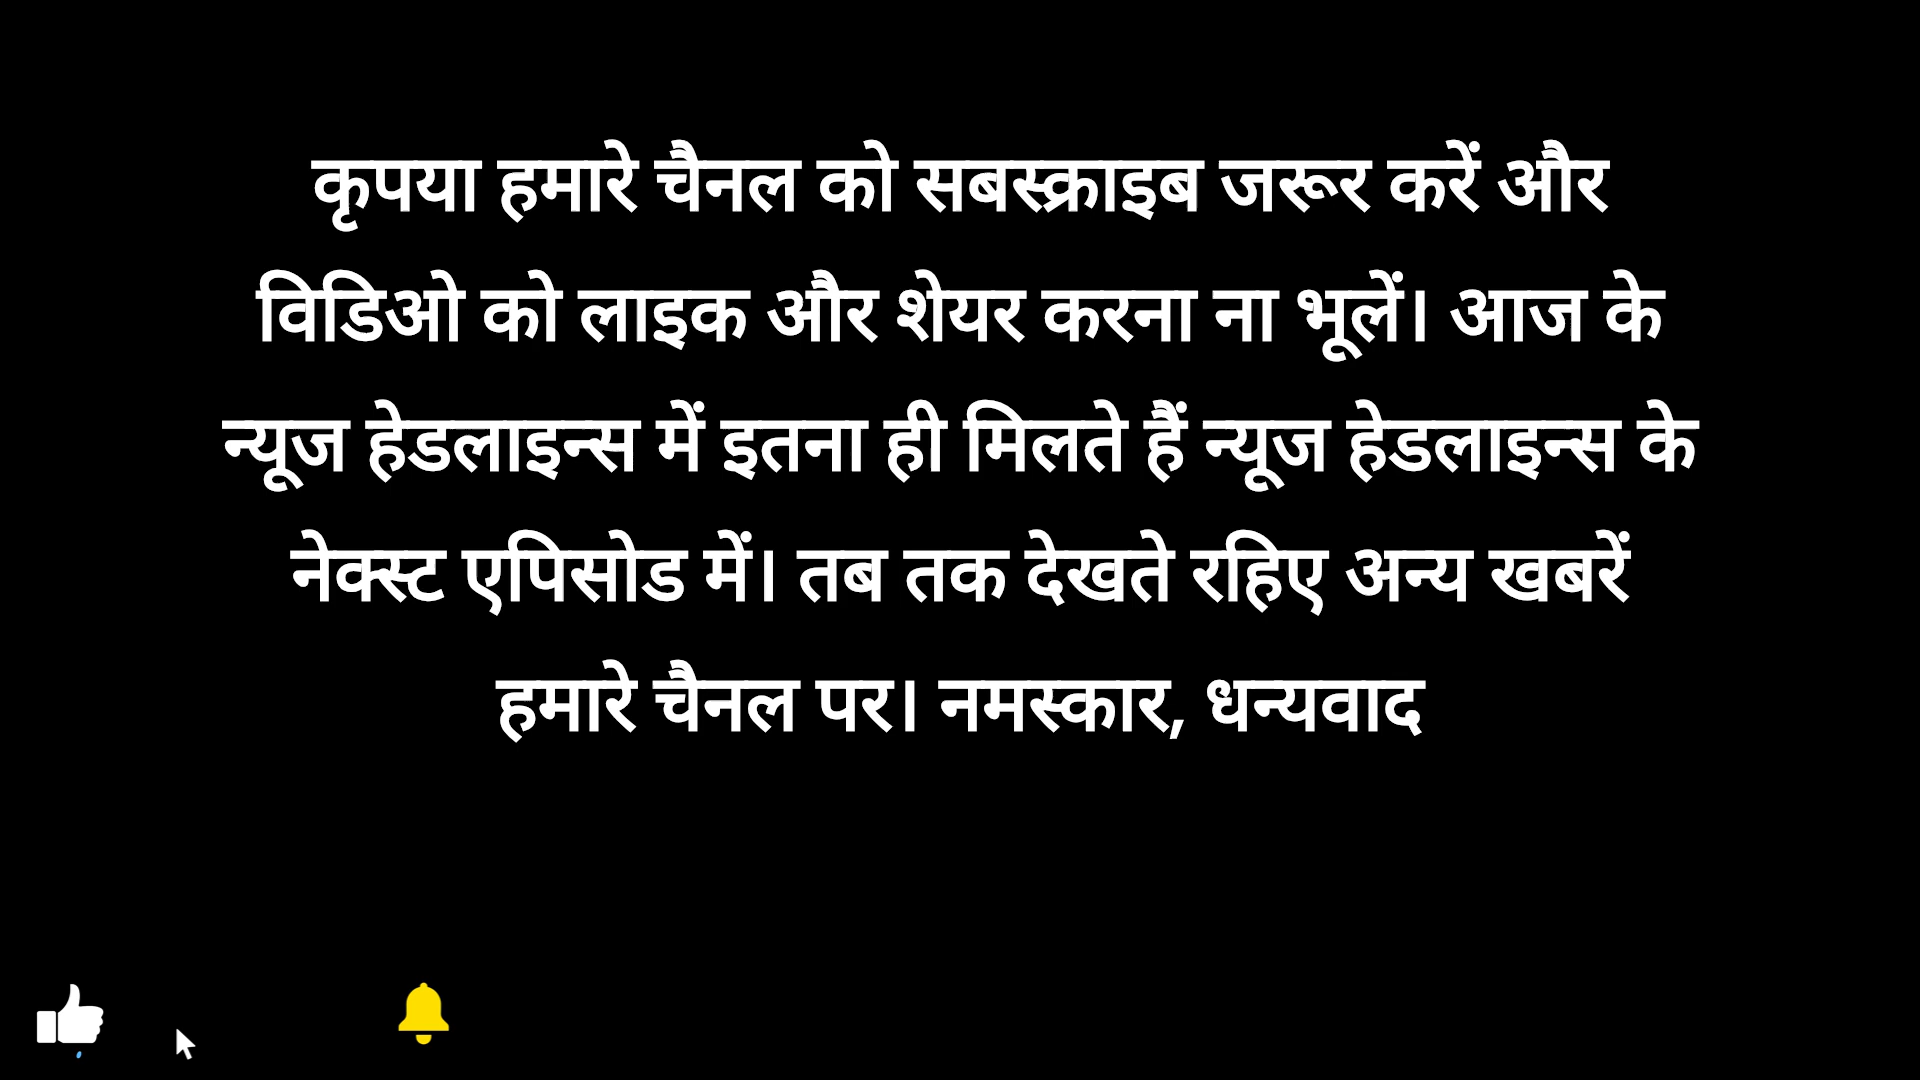 कृपया हमारे चैनल को सबस्क्राइब जरूर करें और
विडिओ को लाइक और शेयर करना ना भूलें। आज के
न्यूज हेडलाइन्स में इतना ही मिलते हैं न्यूज हेडलाइन्स के
नेक्स्ट एपिसोड में। तब तक देखते रहिए अन्य खबरें
हमारे चैनल पर। नमस्कार, धन्यवाद